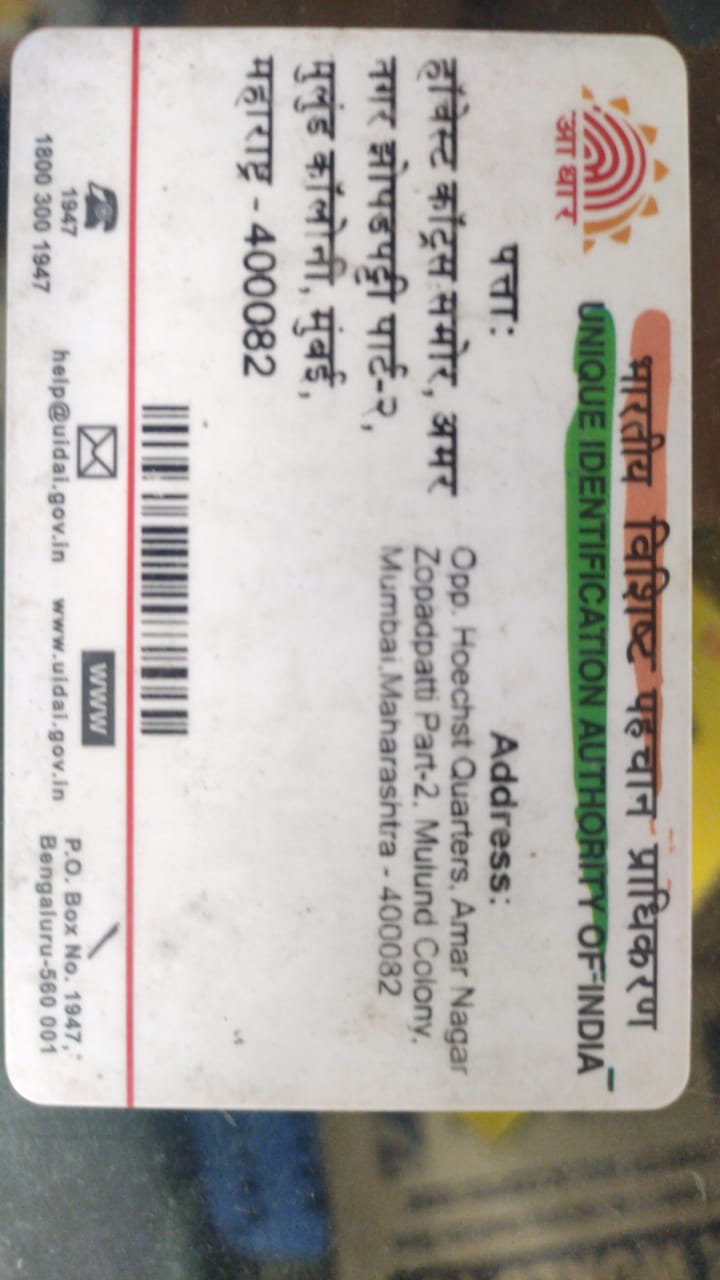 भारतीय विशिष्ट पहचान प्राधिकरण
UNIQUE IDENTIFICATION AUTHORITY OF INDIA
आधार
पत्ता:
हॉचेस्ट कॉट्रस समोर, अमर
नगर झोपडपट्टी पार्ट-२,
मुलुंड कॉलोनी, मुंबई,
महाराष्ट्र - 400082
Address:
Opp. Hoechst Quarters, Amar Nagar
Zopadpatti Part-2, Mulund Colony,
Mumbai,Maharashtra - 400082
1947
1800 300 1947
help@uidai.gov.in
WWW
www.uidai.gov.in
P.O. Box No. 1947,
Bengaluru-560 001